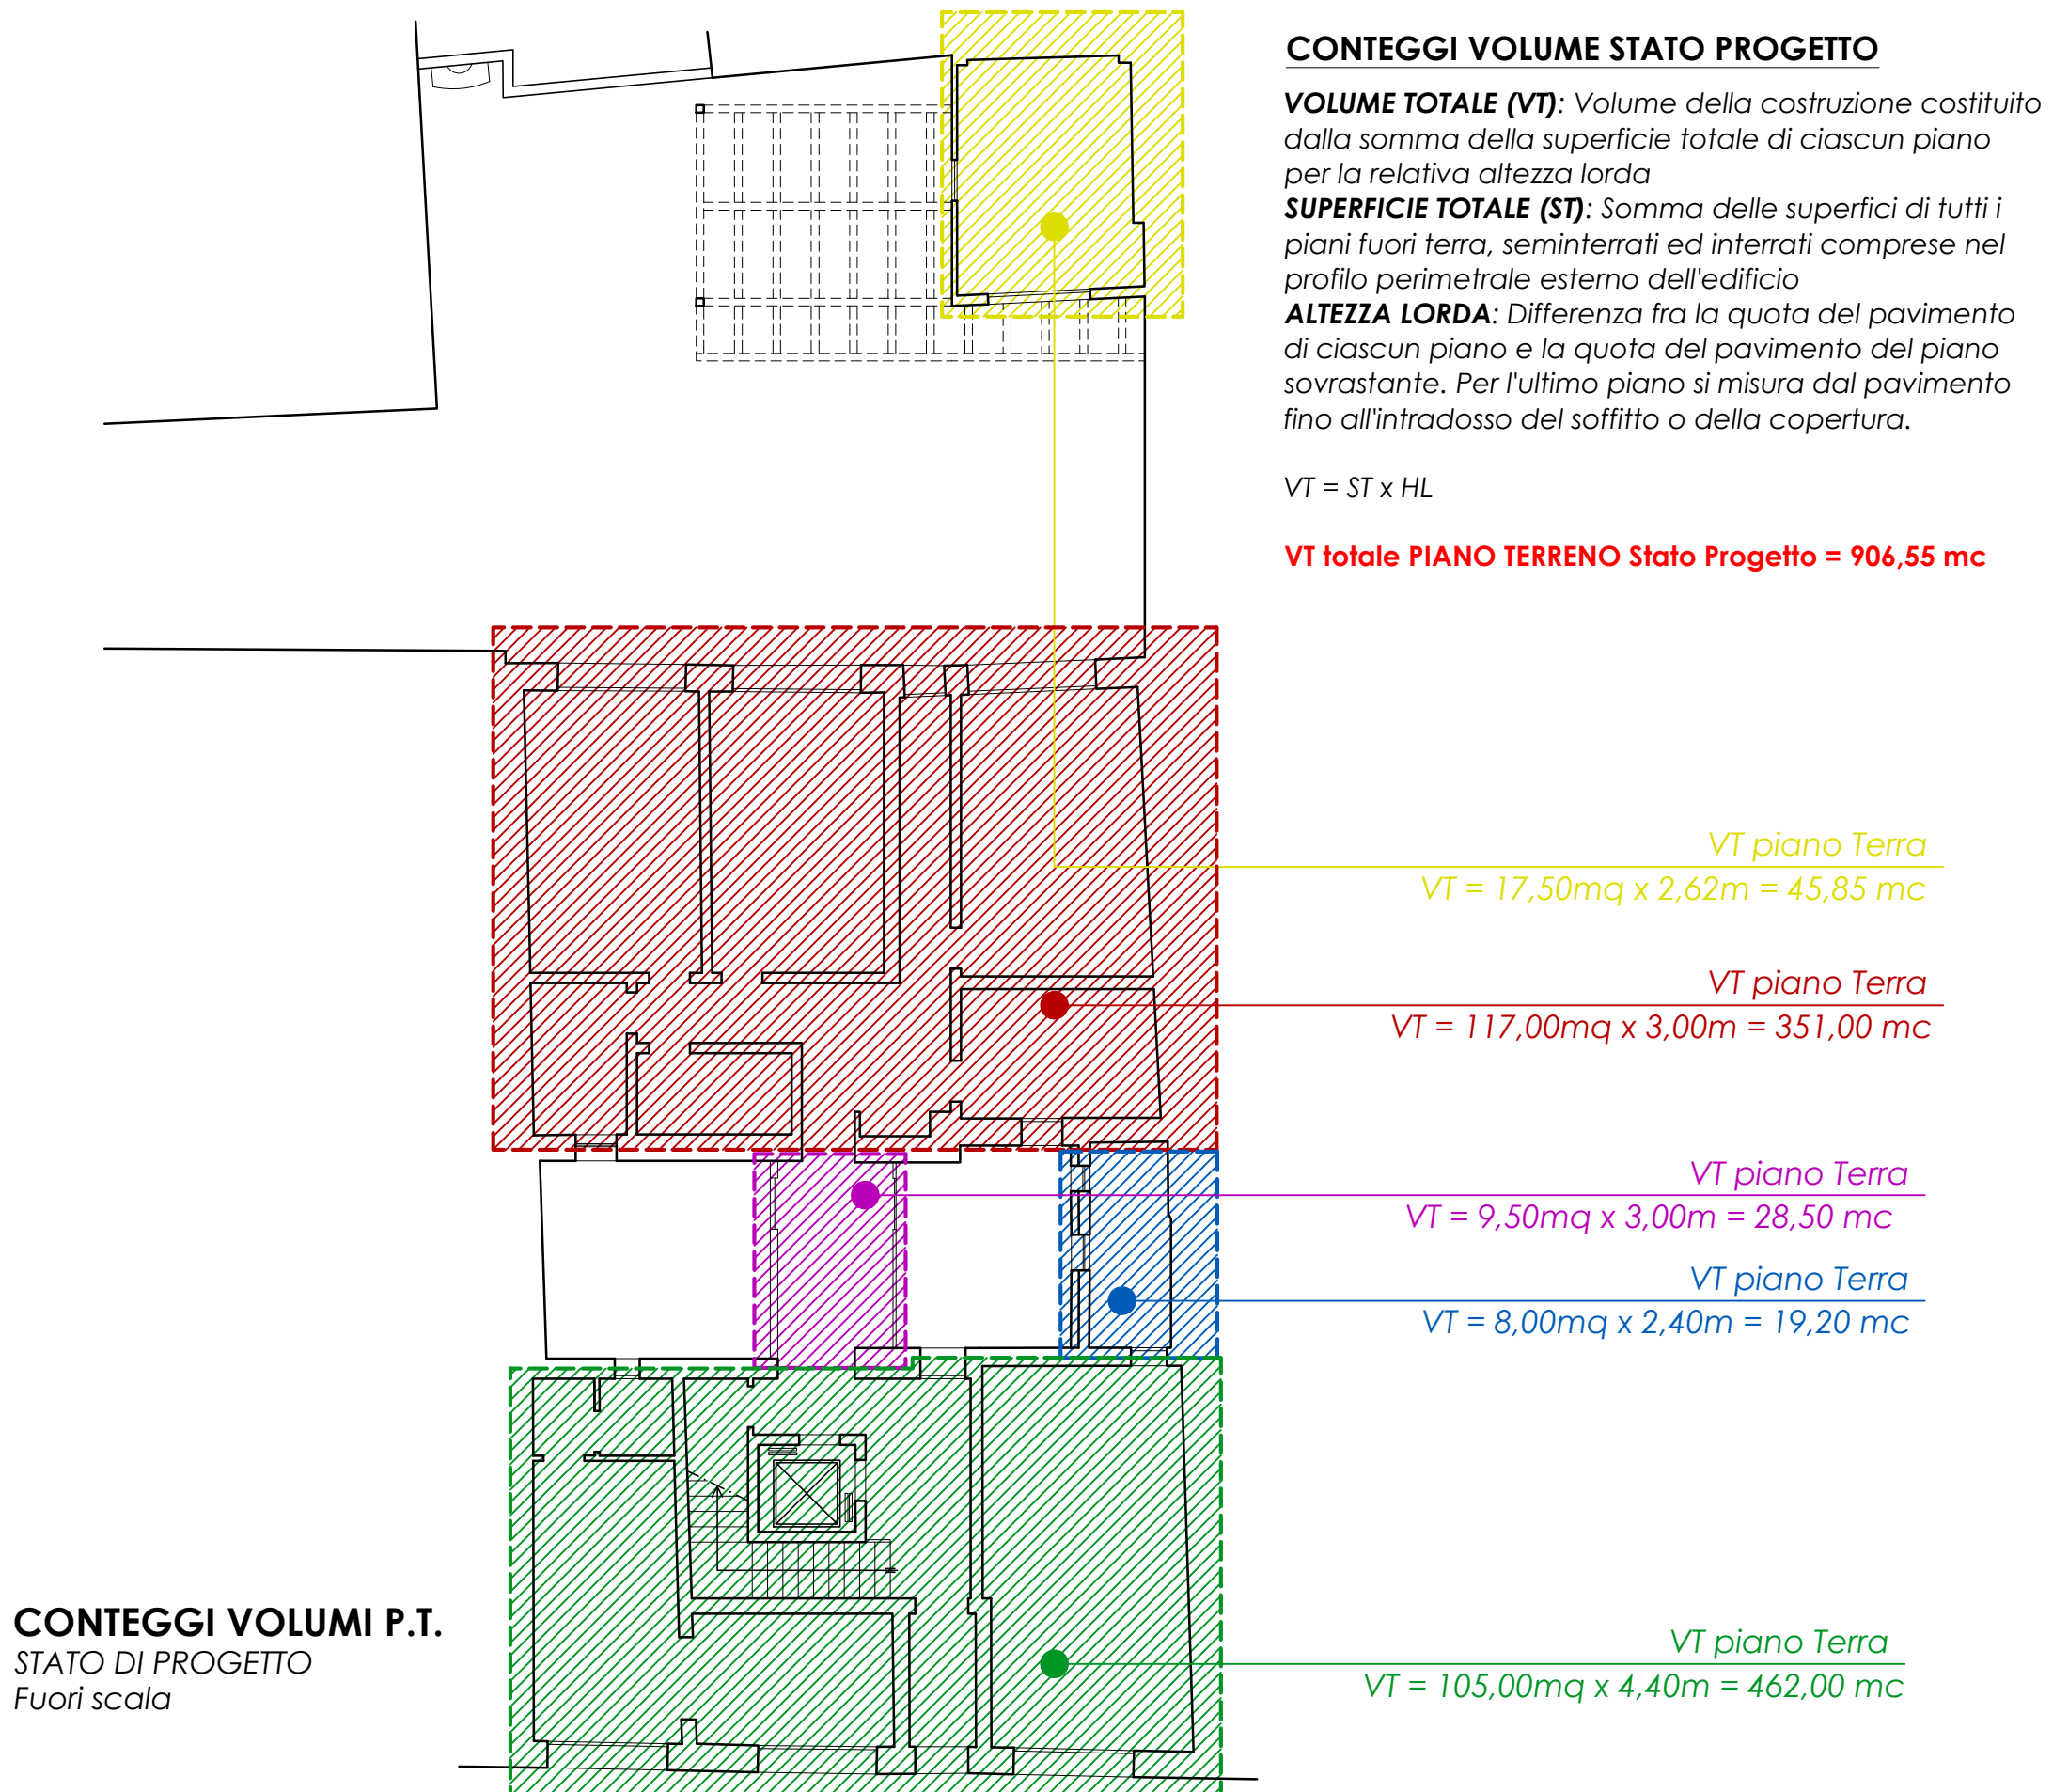 CONTEGGI VOLUME STATO PROGETTO
VOLUME TOTALE (VT): Volume della costruzione costituito
dalla somma della superficie totale di ciascun piano
per la relativa altezza lorda
SUPERFICIE TOTALE (ST): Somma delle superfici di tutti i
piani fuori terra, seminterrati ed interrati comprese nel
profilo perimetrale esterno dell'edificio
ALTEZZA LORDA: Differenza fra la quota del pavimento
di ciascun piano e la quota del pavimento del piano
sovrastante. Per l'ultimo piano si misura dal pavimento
fino all'intradosso del soffitto o della copertura.
VT = ST x HL
VT totale PIANO TERRENO Stato Progetto = 906,55 mc
VT piano Terra
VT = 17,50mq x 2,62m = 45,85 mc
VT piano Terra
VT = 117,00mq x 3,00m = 351,00 mc
VT piano Terra
VT = 9,50mq x 3,00m = 28,50 mc
VT piano Terra
VT = 8,00mq x 2,40m = 19,20 mc
VT piano Terra
VT = 105,00mq x 4,40m = 462,00 mc
CONTEGGI VOLUMI P.T.
STATO DI PROGETTO
Fuori scala